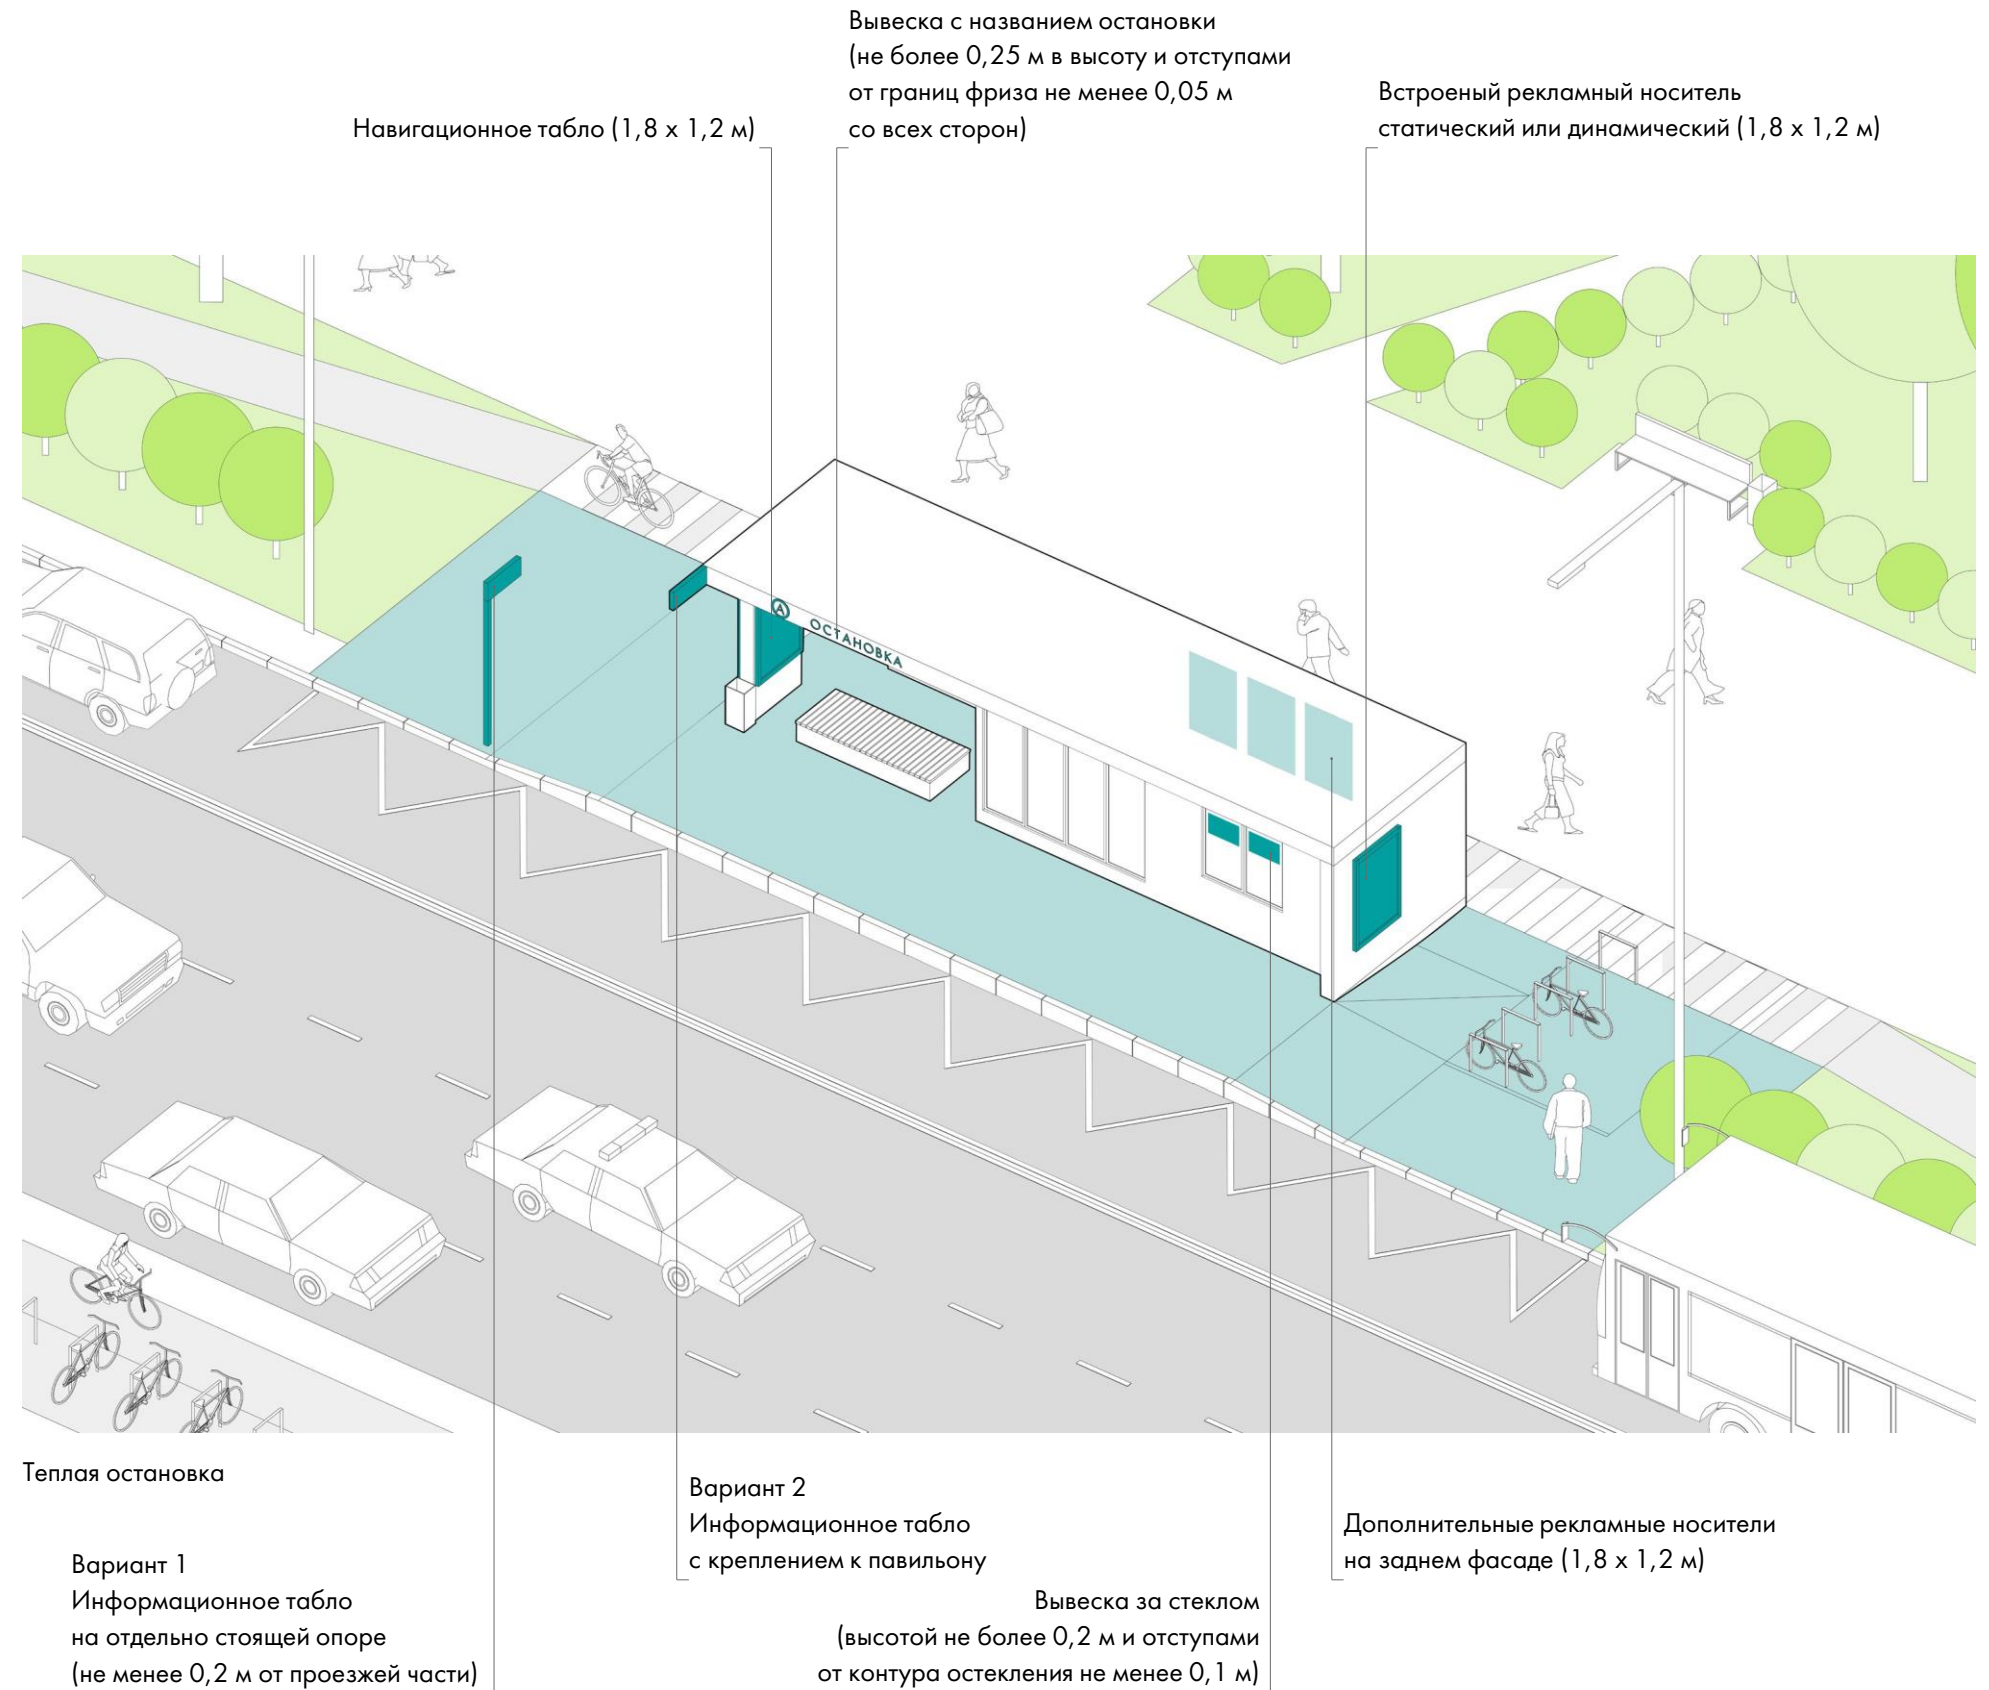 Вывеска с названием остановки
(не более 0,25 м в высоту и отступами
от границ фриза не менее 0,05 м
со всех сторон)
Навигационное табло (1,8 х 1,2 м)
Встроеный рекламный носитель
статический или динамический (1,8 х 1,2 м)
А
ОСТАНОВКА
Теплая остановка
Вариант 1
Информационное табло
на отдельно стоящей опоре
(не менее 0,2 м от проезжей части)
Вариант 2
Информационное табло
с креплением к павильону
Вывеска за стеклом
(высотой не более 0,2 м и отступами
от контура остекления не менее 0,1 м)
Дополнительные рекламные носители
на заднем фасаде (1,8 х 1,2 м)